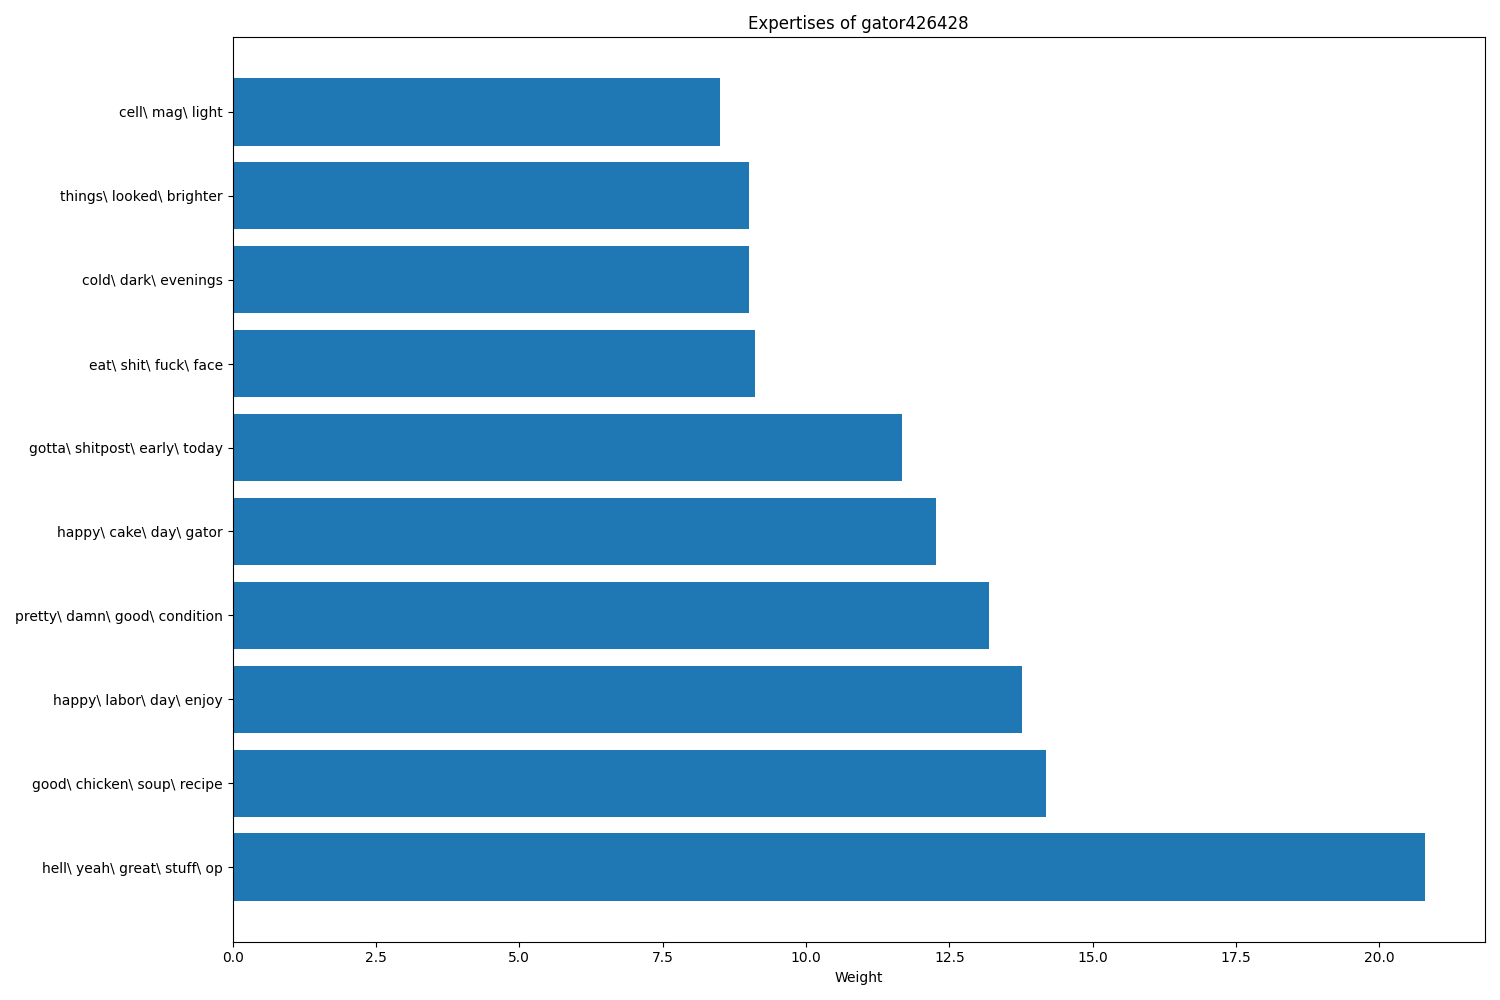 Expertises of gator426428
cell\ mag\ light
things\ looked\ brighter
cold\ dark\ evenings
eat\ shit\ fuck\ face
gotta\ shitpost\ early\ today
happy\ cake\ day\ gator
pretty\ damn\ good\ condition
happy\ labor\ day\ enjoy
good\ chicken\ soup\ recipe
hell\ yeah\ great\ stuff\ op
0.0 2.5 5.0 7.5 10.0 12.5 15.0 17.5 20.0
Weight